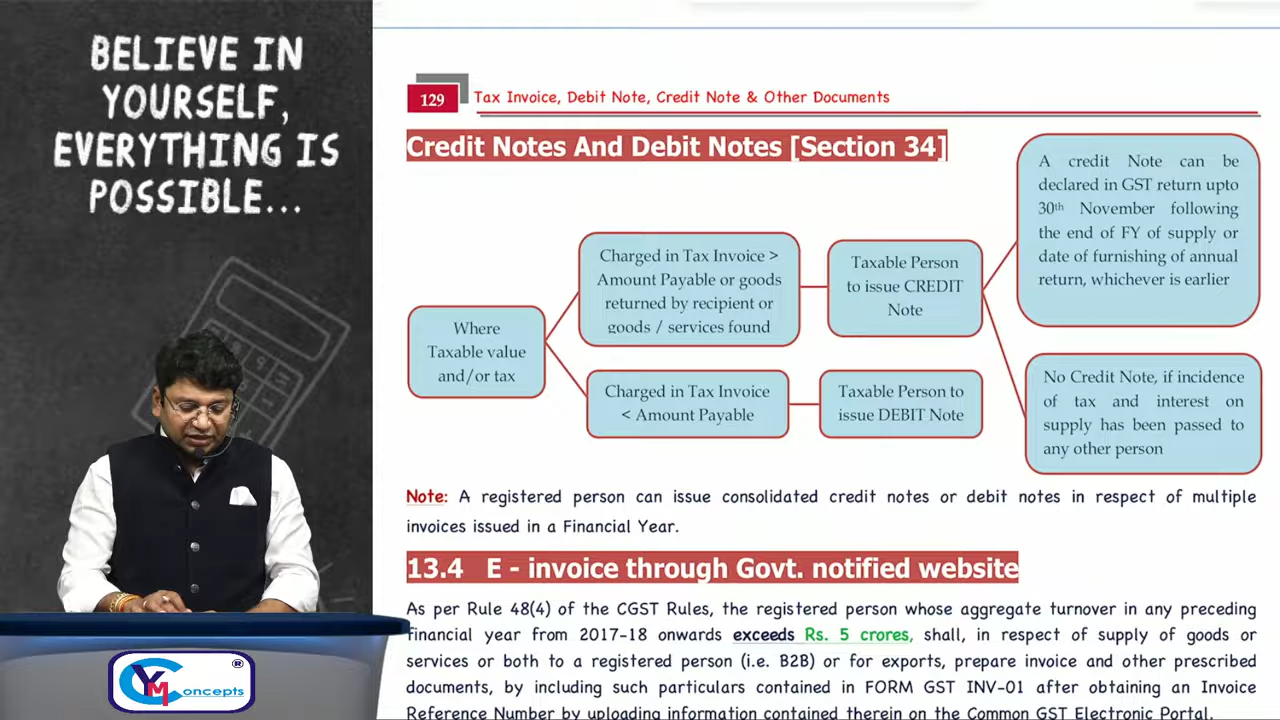 BELIEVE IN
YOURSELF,
EVERYTHING IS
POSSIBLE...
129
Tax Invoice, Debit Note, Credit Note & Other Documents
Credit Notes And Debit Notes [Section 34]
Where
Taxable value
and/or tax
Charged in Tax Invoice >
Amount Payable or goods
returned by recipient or
goods / services found
Taxable Person
to issue CREDIT
Note
A credit Note can be
declared in GST return upto
30th November following
the end of FY of supply or
date of furnishing of annual
return, whichever is earlier
Charged in Tax Invoice
< Amount Payable
Taxable Person to
issue DEBIT Note
No Credit Note, if incidence
of tax and interest on
supply has been passed to
any other person
Note: A registered person can issue consolidated credit notes or debit notes in respect of multiple
invoices issued in a Financial Year.
13.4 E - invoice through Govt. notified website
As per Rule 48(4) of the CGST Rules, the registered person whose aggregate turnover in any preceding
financial year from 2017-18 onwards exceeds Rs. 5 crores, shall, in respect of supply of goods or
services or both to a registered person (i.e. B2B) or for exports, prepare invoice and other prescribed
documents, by including such particulars contained in FORM GST INV-01 after obtaining an Invoice
Reference Number by uploading information contained therein on the Common GST Electronic Portal.
YM Concepts ®